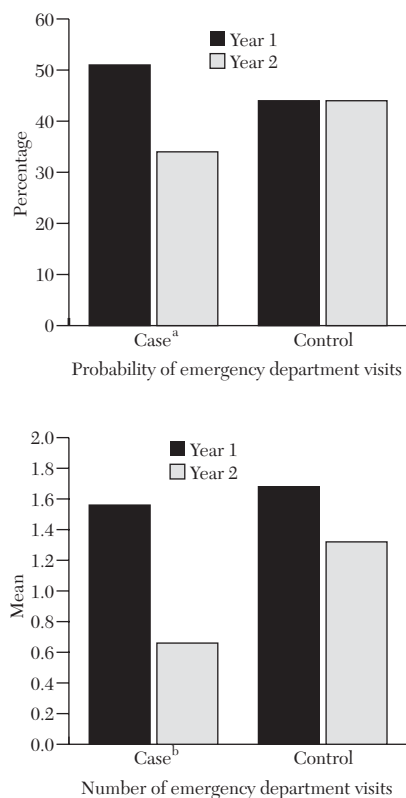 60
50
40
30
20
10
0
Percentage
Year 1
Year 2
Case^a
Control
Probability of emergency department visits
2.0
1.8
1.6
1.4
1.2
1.0
0.8
0.6
0.4
0.2
0.0
Mean
Year 1
Year 2
Case^b
Control
Number of emergency department visits